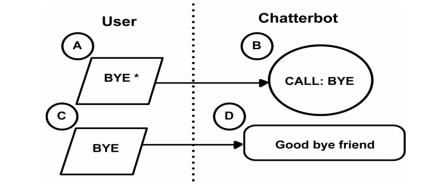 User
Chatterbot
A
B
BYE *
CALL: BYE
C
D
BYE
Good bye friend